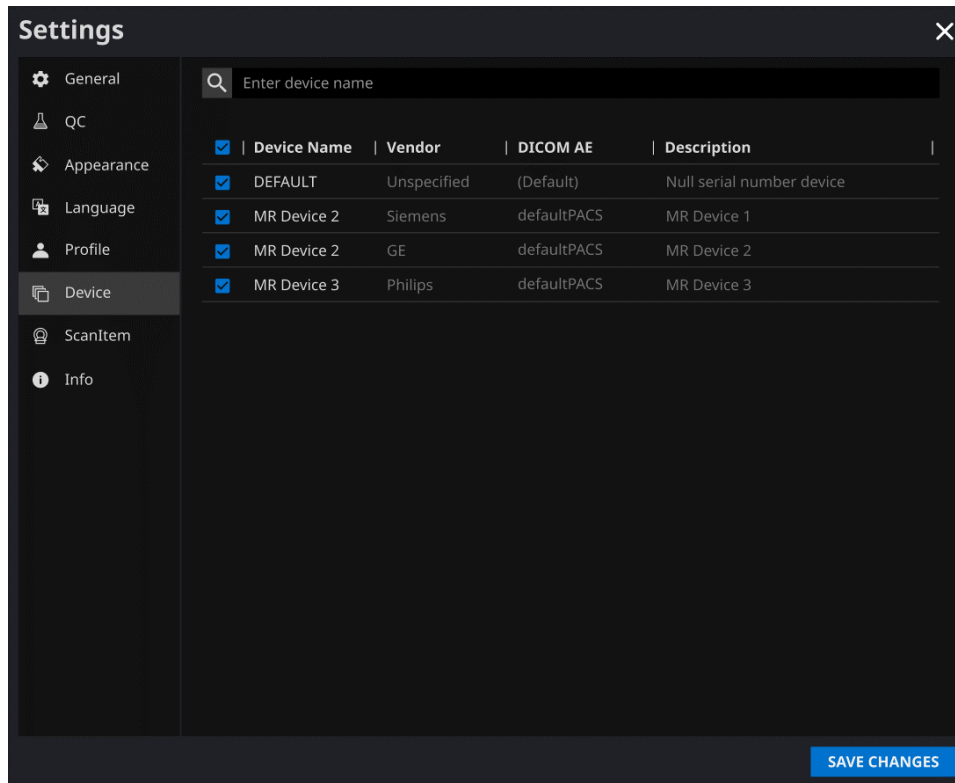 Settings
General
QC
Appearance
Language
Profile
Device
ScanItem
Info
Enter device name
Device Name | Vendor | DICOM AE | Description |
DEFAULT Unspecified (Default) Null serial number device
MR Device 2 Siemens defaultPACS MR Device 1
MR Device 2 GE defaultPACS MR Device 2
MR Device 3 Philips defaultPACS MR Device 3
SAVE CHANGES